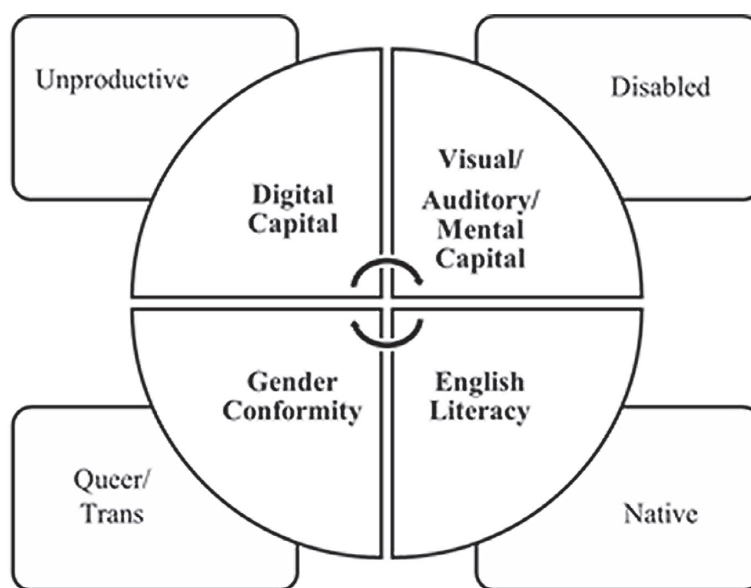 Unproductive
Disabled
Digital
Capital
Visual/
Auditory/
Mental
Capital
Gender
Conformity
English
Literacy
Queer/
Trans
Native